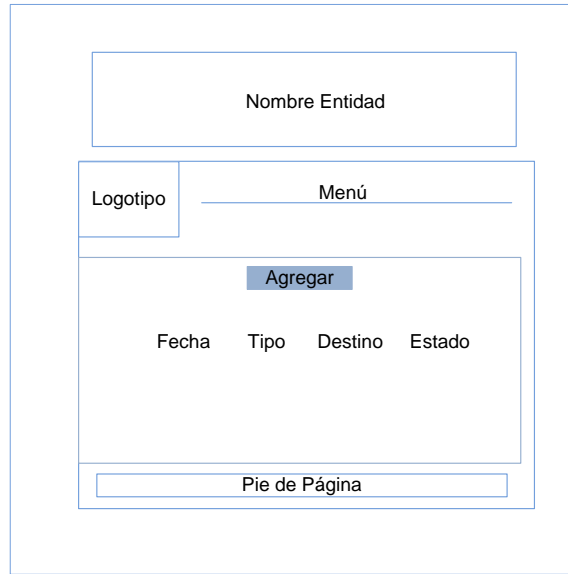 Nombre Entidad
Logotipo
Menú
Agregar
Fecha Tipo Destino Estado
Pie de Página